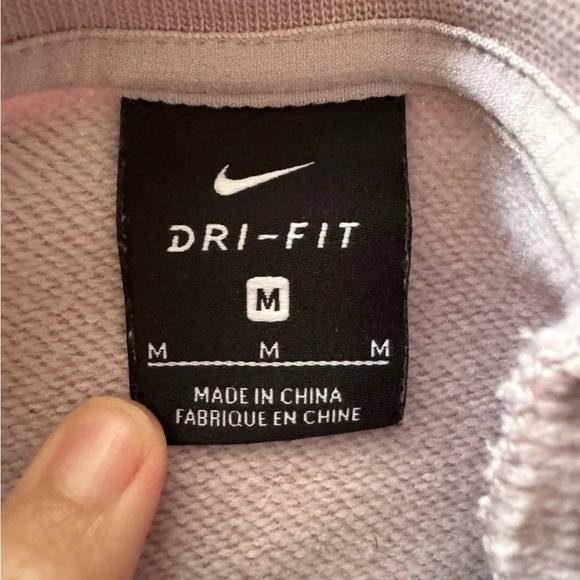 DRI-FIT
M
M M M
MADE IN CHINA
FABRIQUE EN CHINE